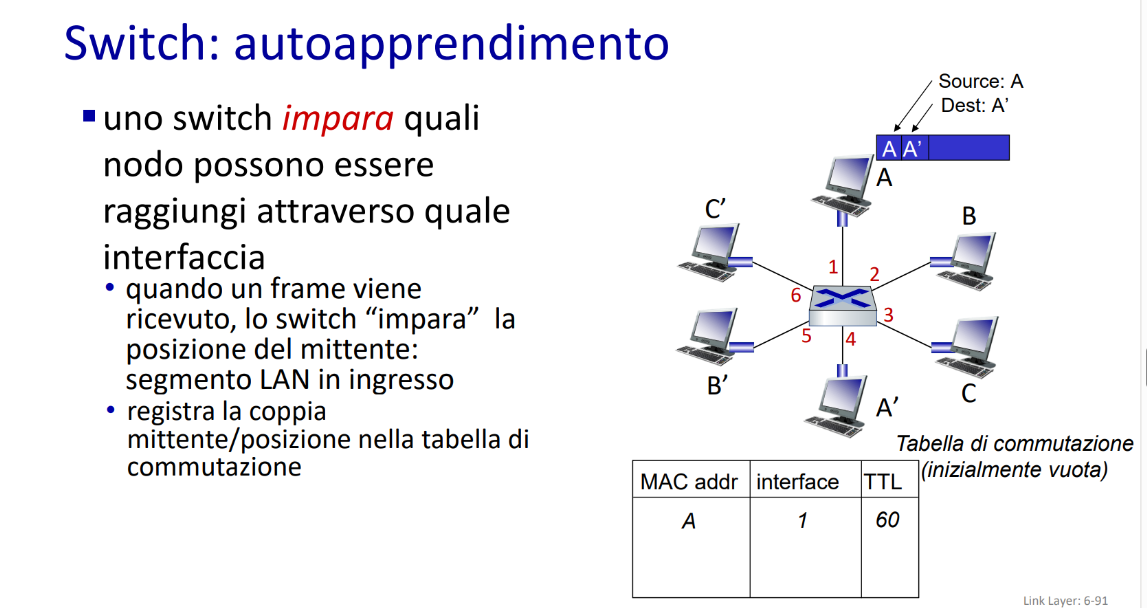 Switch: autoapprendimento
uno switch impara quali
nodo possono essere
raggiungi attraverso quale
interfaccia
quando un frame viene
ricevuto, lo switch “impara” la
posizione del mittente:
segmento LAN in ingresso
registra la coppia
mittente/posizione nella tabella di
commutazione
Source: A
Dest: A’
A A’
A
C’
B
1
2
6
3
5
4
B’
C
A’
Tabella di commutazione
(inizialmente vuota)
MAC addr interface TTL
A 1 60
Link Layer: 6-91